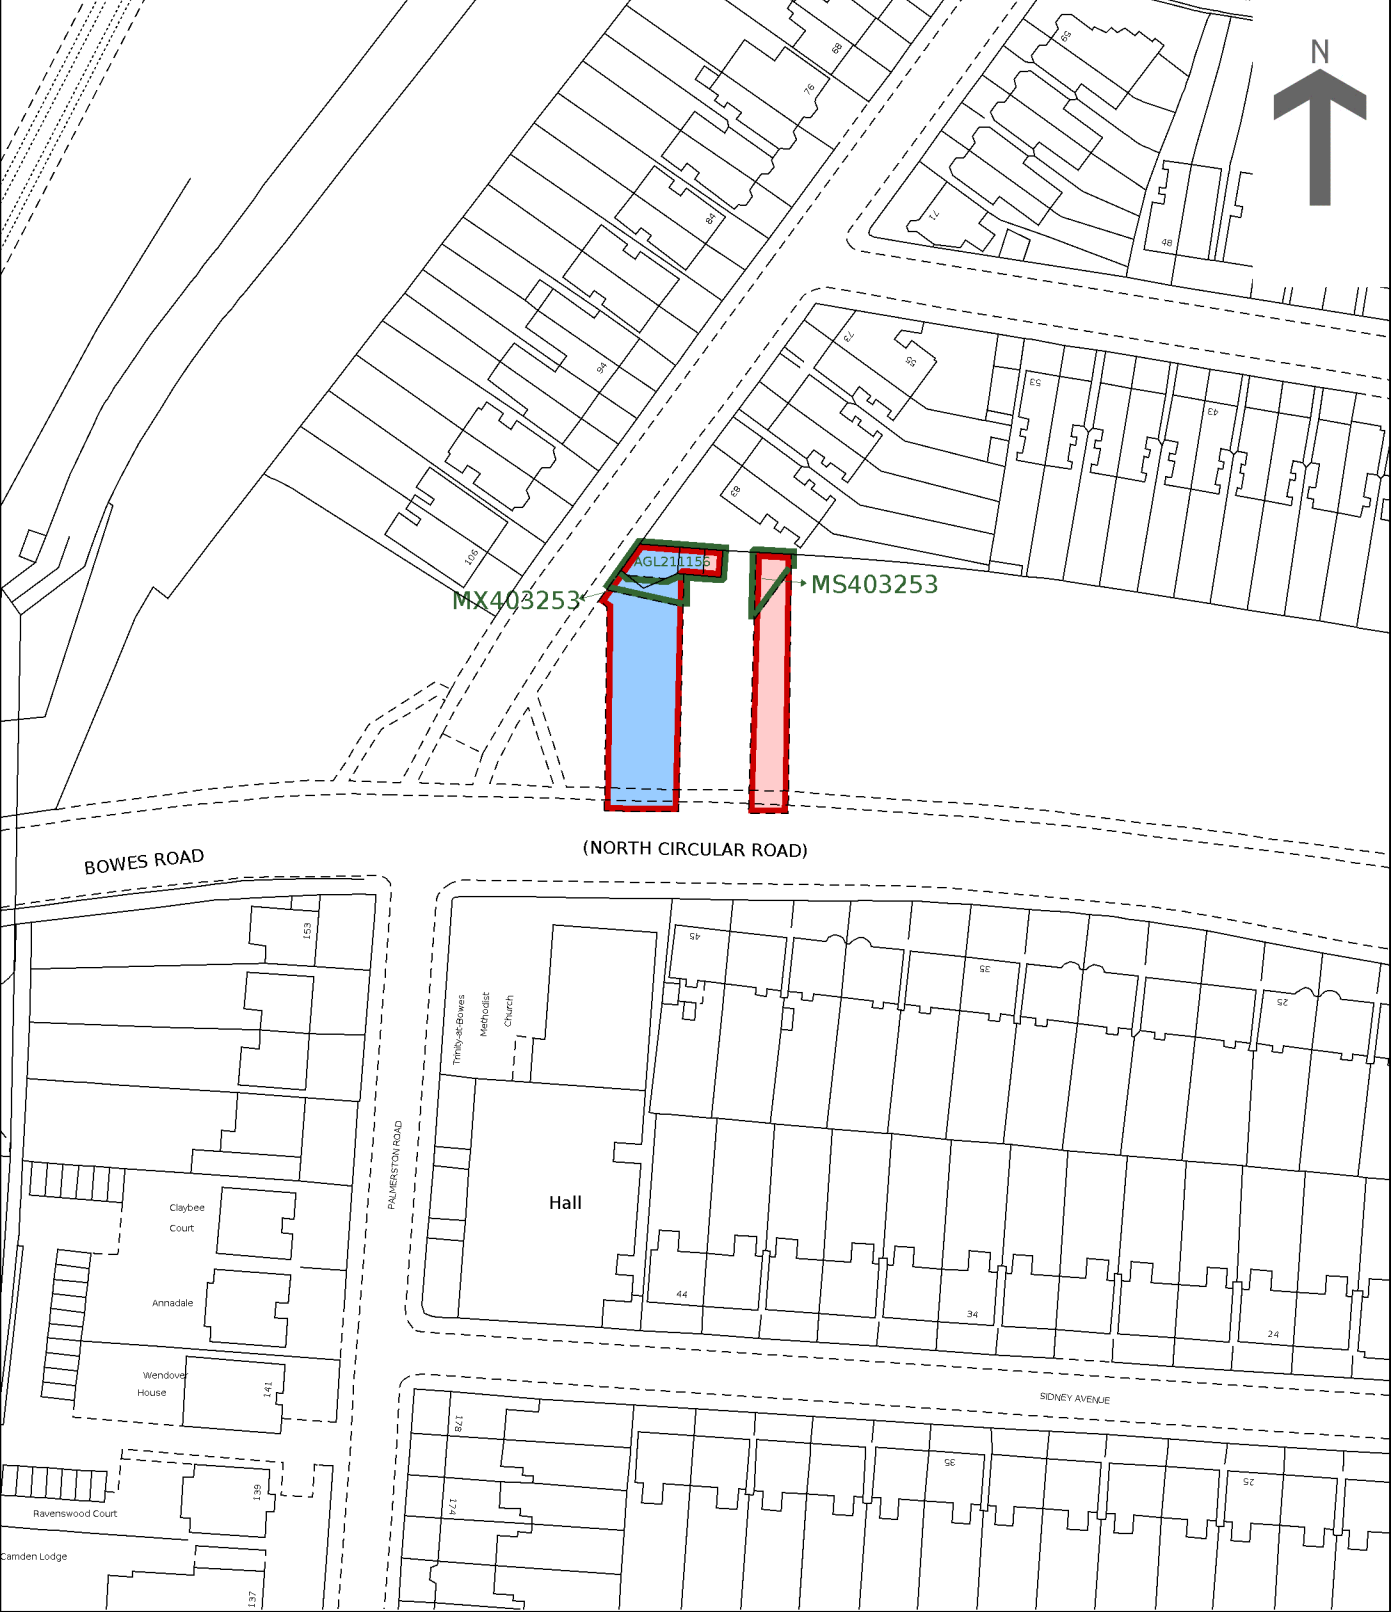 N
59
68
76
84
71
48
94
73
55
53
43
83
106
AGL211156
MX403253
MS403253
BOWES ROAD
(NORTH CIRCULAR ROAD)
153
45
35
25
Trinity-at-Bowes
Methodist
Church
PALMERSTON ROAD
Hall
Claybee
Court
Annadale
44
34
24
Wendover
House
141
SIDNEY AVENUE
178
35
25
139
174
Ravenswood Court
Camden Lodge
137